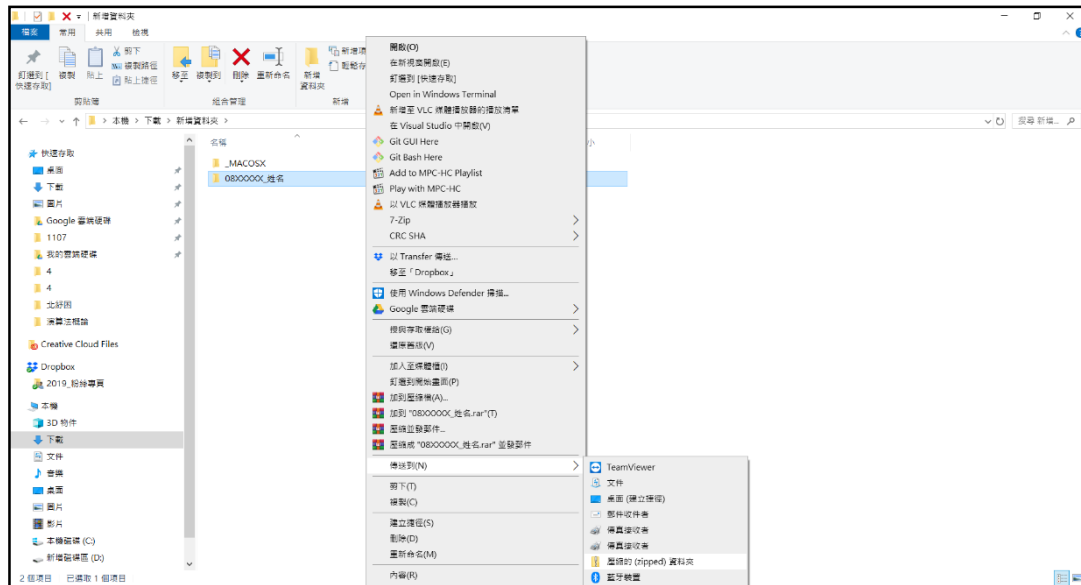 新增資料夾
檔案 常用 共用 檢視
釘選到 [快速存取]
複製
貼上
剪下
複製路徑
貼上捷徑
剪貼簿
移至
複製到
刪除
重新命名
組合管理
新增
資料夾
新增
本機 > 下載 > 新增資料夾 >
搜尋 新增...
名稱
_MACOSX
08XXXXX_姓名
快速存取
桌面
下載
圖片
Google 雲端硬碟
1107
我的雲端硬碟
4
4
北紓困
演算法概論
Creative Cloud Files
Dropbox
2019_粉絲專頁
本機
3D 物件
下載
文件
音樂
桌面
圖片
影片
本機磁碟 (C:)
新增磁碟區 (D:)
2 個項目 已選取 1 個項目
開啟(O)
在新視窗開啟(E)
釘選到 [快速存取]
Open in Windows Terminal
新增至 VLC 媒體播放器的播放清單
在 Visual Studio 中開啟(V)
Git GUI Here
Git Bash Here
Add to MPC-HC Playlist
Play with MPC-HC
以 VLC 媒體播放器播放
7-Zip
CRC SHA
以 Transfer 傳送...
移至「Dropbox」
使用 Windows Defender 掃描...
Google 雲端硬碟
授與存取權給(G)
還原舊版(V)
加入至媒體櫃(I)
釘選到開始畫面(P)
加到壓縮檔(A)...
加到 "08XXXXX_姓名.rar"(T)
壓縮並發郵件...
壓縮成 "08XXXXX_姓名.rar" 並發郵件
傳送到(N)
剪下(T)
複製(C)
建立捷徑(S)
刪除(D)
重新命名(M)
內容(R)
TeamViewer
文件
桌面 (建立捷徑)
郵件收件者
傳真接收者
傳真接收者
壓縮的 (zipped) 資料夾
藍牙裝置